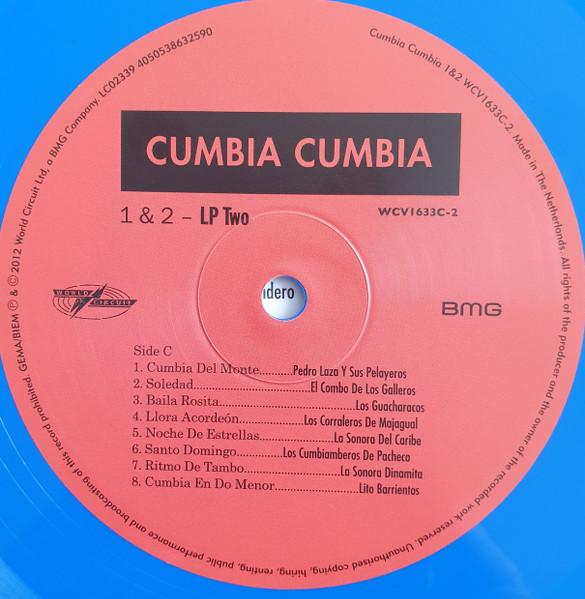 GEMA/BIEM ℗ & © 2012 World Circuit Ltd, a BMG Company. LC02339 4050538632590
Cumbia Cumbia 1&2 WCV1633C-2. Made in The Netherlands. All rights of the producer and the owner of the recorded work reserved. Unauthorised copying, hiring, renting, public performance and broadcasting of this record prohibited.
CUMBIA CUMBIA
1 & 2 – LP Two
WCV1633C-2
idero
WORLD CIRCUIT
BMG
Side C
1. Cumbia Del Monte..........Pedro Laza Y Sus Pelayeros
2. Soledad..................................El Combo De Los Galleros
3. Baila Rosita........................................Los Guacharacos
4. Llora Acordeón...................Los Corraleros De Majagual
5. Noche De Estrellas......................La Sonora Del Caribe
6. Santo Domingo..............Los Cumbiamberos De Pacheco
7. Ritmo De Tambo............................La Sonora Dinamita
8. Cumbia En Do Menor........................Lito Barrientos